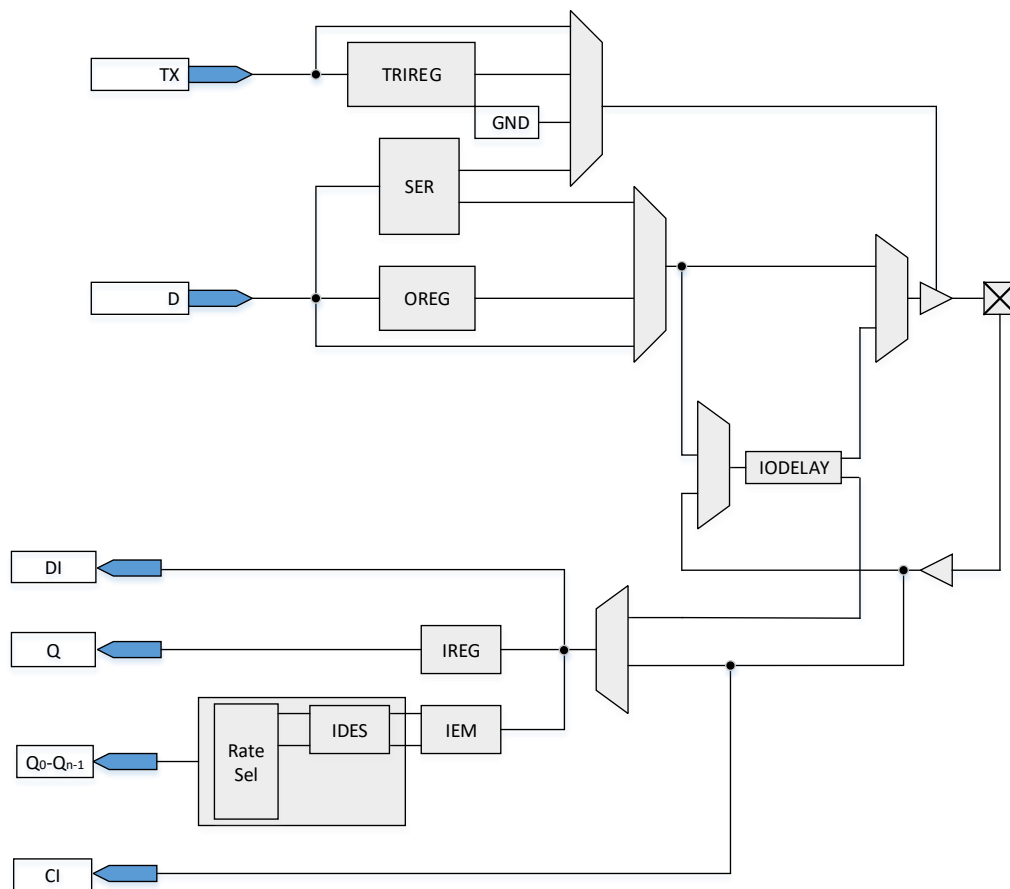 TX
TRIREG
GND
SER
D
OREG
IODELAY
DI
Q
IREG
Rate
Sel
IDES
IEM
Q0-Qn-1
CI